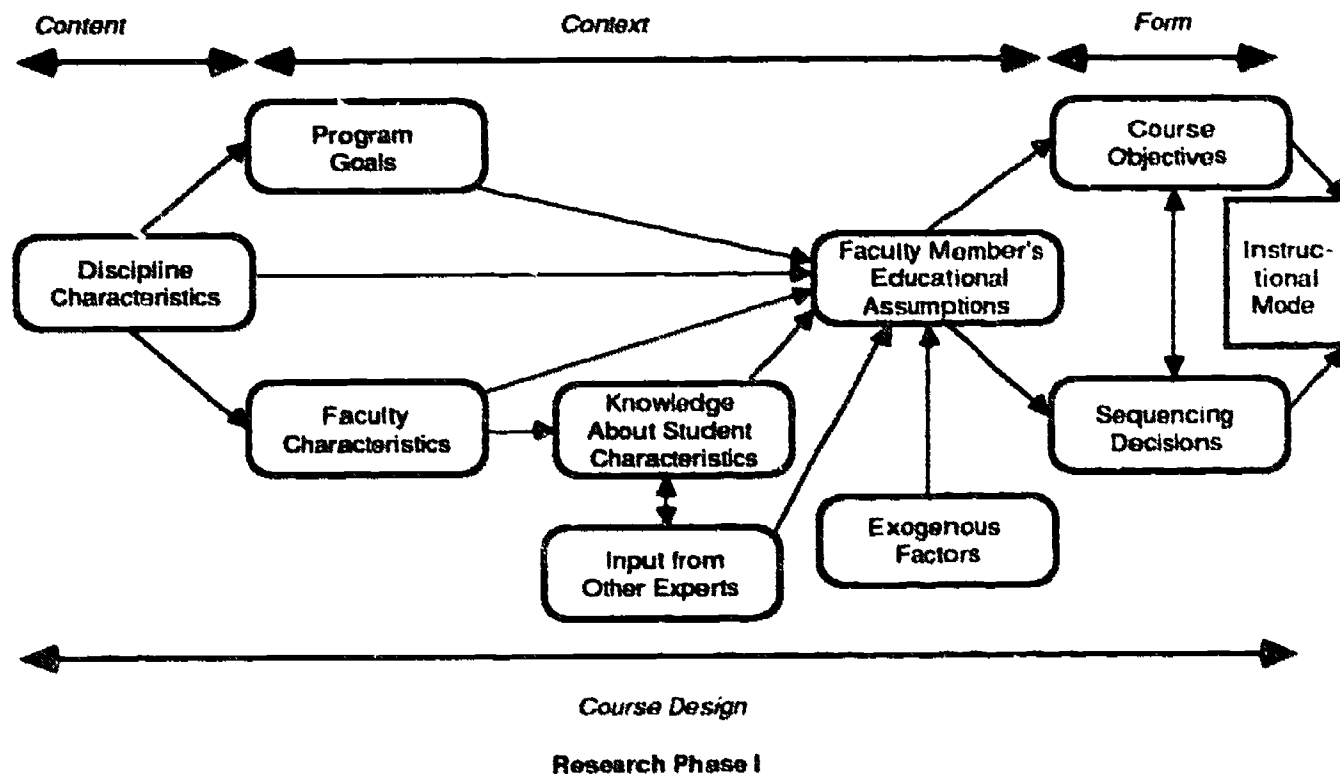 Content
Context
Form
Program
Goals
Course
Objectives
Discipline
Characteristics
Faculty Member's
Educational
Assumptions
Instruc-
tional
Mode
Faculty
Characteristics
Knowledge
About Student
Characteristics
Sequencing
Decisions
Input from
Other Experts
Exogenous
Factors
Course Design
Research Phase I